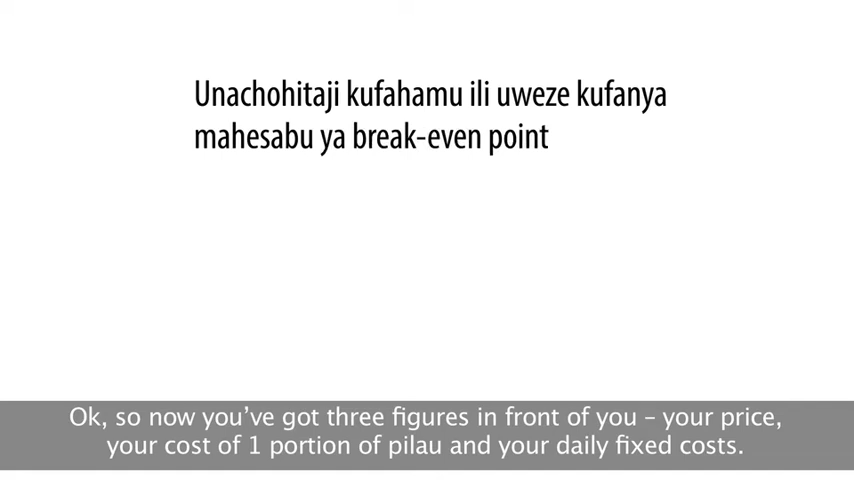 Unachohitaji kufahamu ili uweze kufanya
mahesabu ya break-even point
Ok, so now you’ve got three figures in front of you – your price,
your cost of 1 portion of pilau and your daily fixed costs.